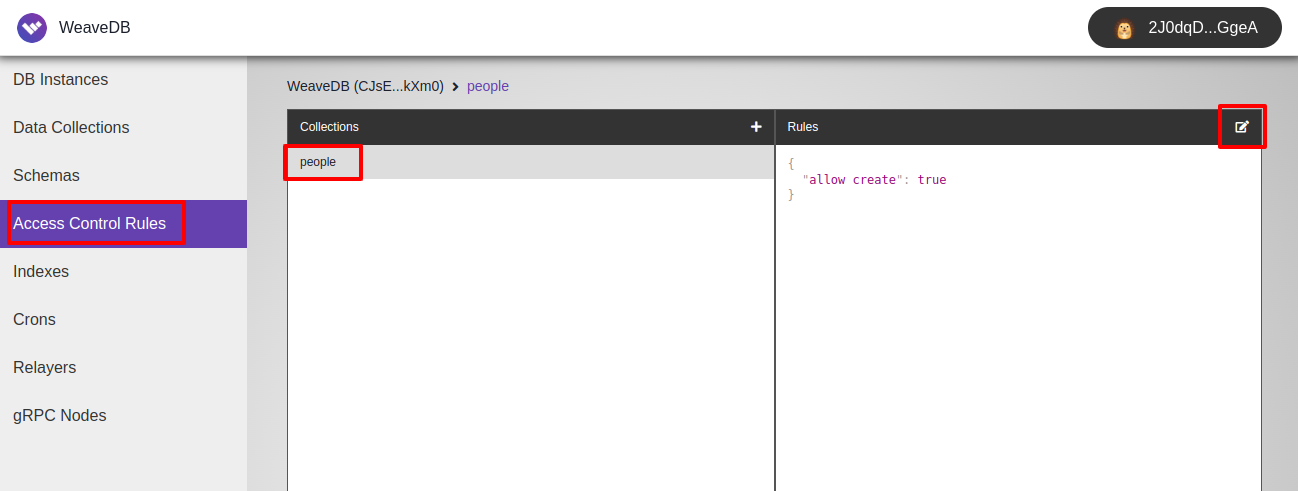 WeaveDB
2J0dqD...GgeA
DB Instances
Data Collections
Schemas
Access Control Rules
Indexes
Crons
Relayers
gRPC Nodes
WeaveDB (CJsE...kXm0) > people
Collections +
people
Rules
{
  "allow create": true
}